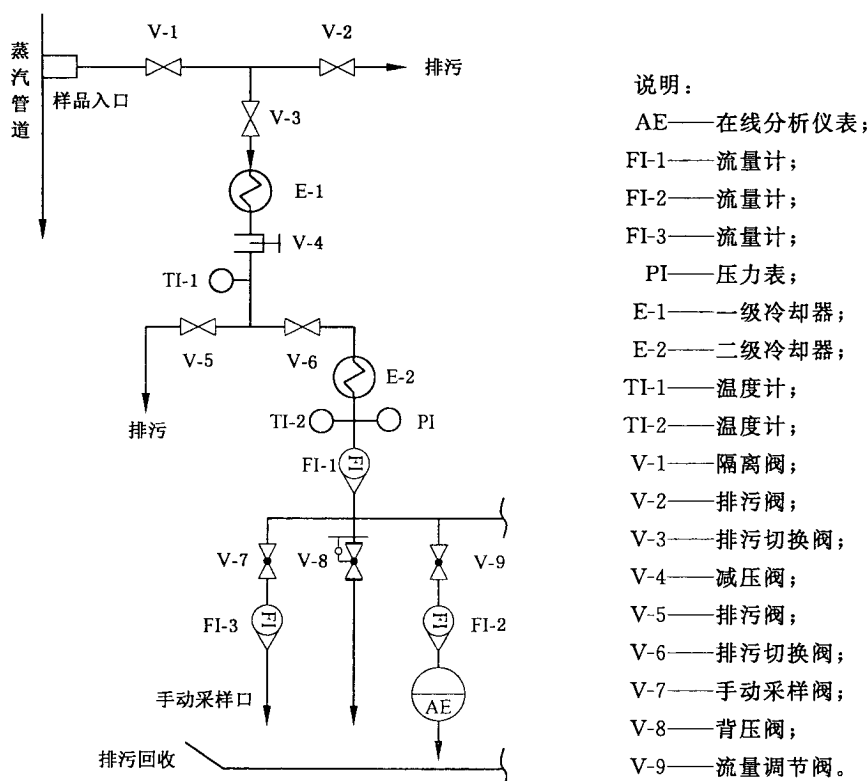 蒸汽管道
样品入口
V-1
V-2
排污
V-3
E-1
V-4
TI-1
V-5
V-6
排污
E-2
TI-2
PI
FI-1
FI
V-7
V-8
V-9
FI-3
FI
FI
FI-2
手动采样口
AE
排污回收
说明：
AE——在线分析仪表；
FI-1——流量计；
FI-2——流量计；
FI-3——流量计；
PI——压力表；
E-1——一级冷却器；
E-2——二级冷却器；
TI-1——温度计；
TI-2——温度计；
V-1——隔离阀；
V-2——排污阀；
V-3——排污切换阀；
V-4——减压阀；
V-5——排污阀；
V-6——排污切换阀；
V-7——手动采样阀；
V-8——背压阀；
V-9——流量调节阀。